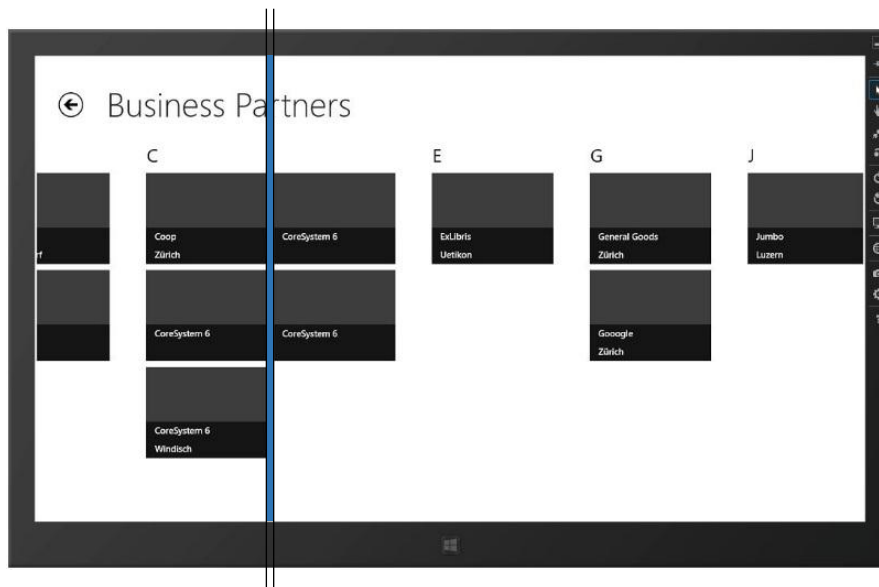 Business Partners
C
E
G
J
rf
Coop
Zürich
CoreSystem 6
ExLibris
Uetikon
General Goods
Zürich
Jumbo
Luzern
CoreSystem 6
CoreSystem 6
Gooogle
Zürich
CoreSystem 6
Windisch